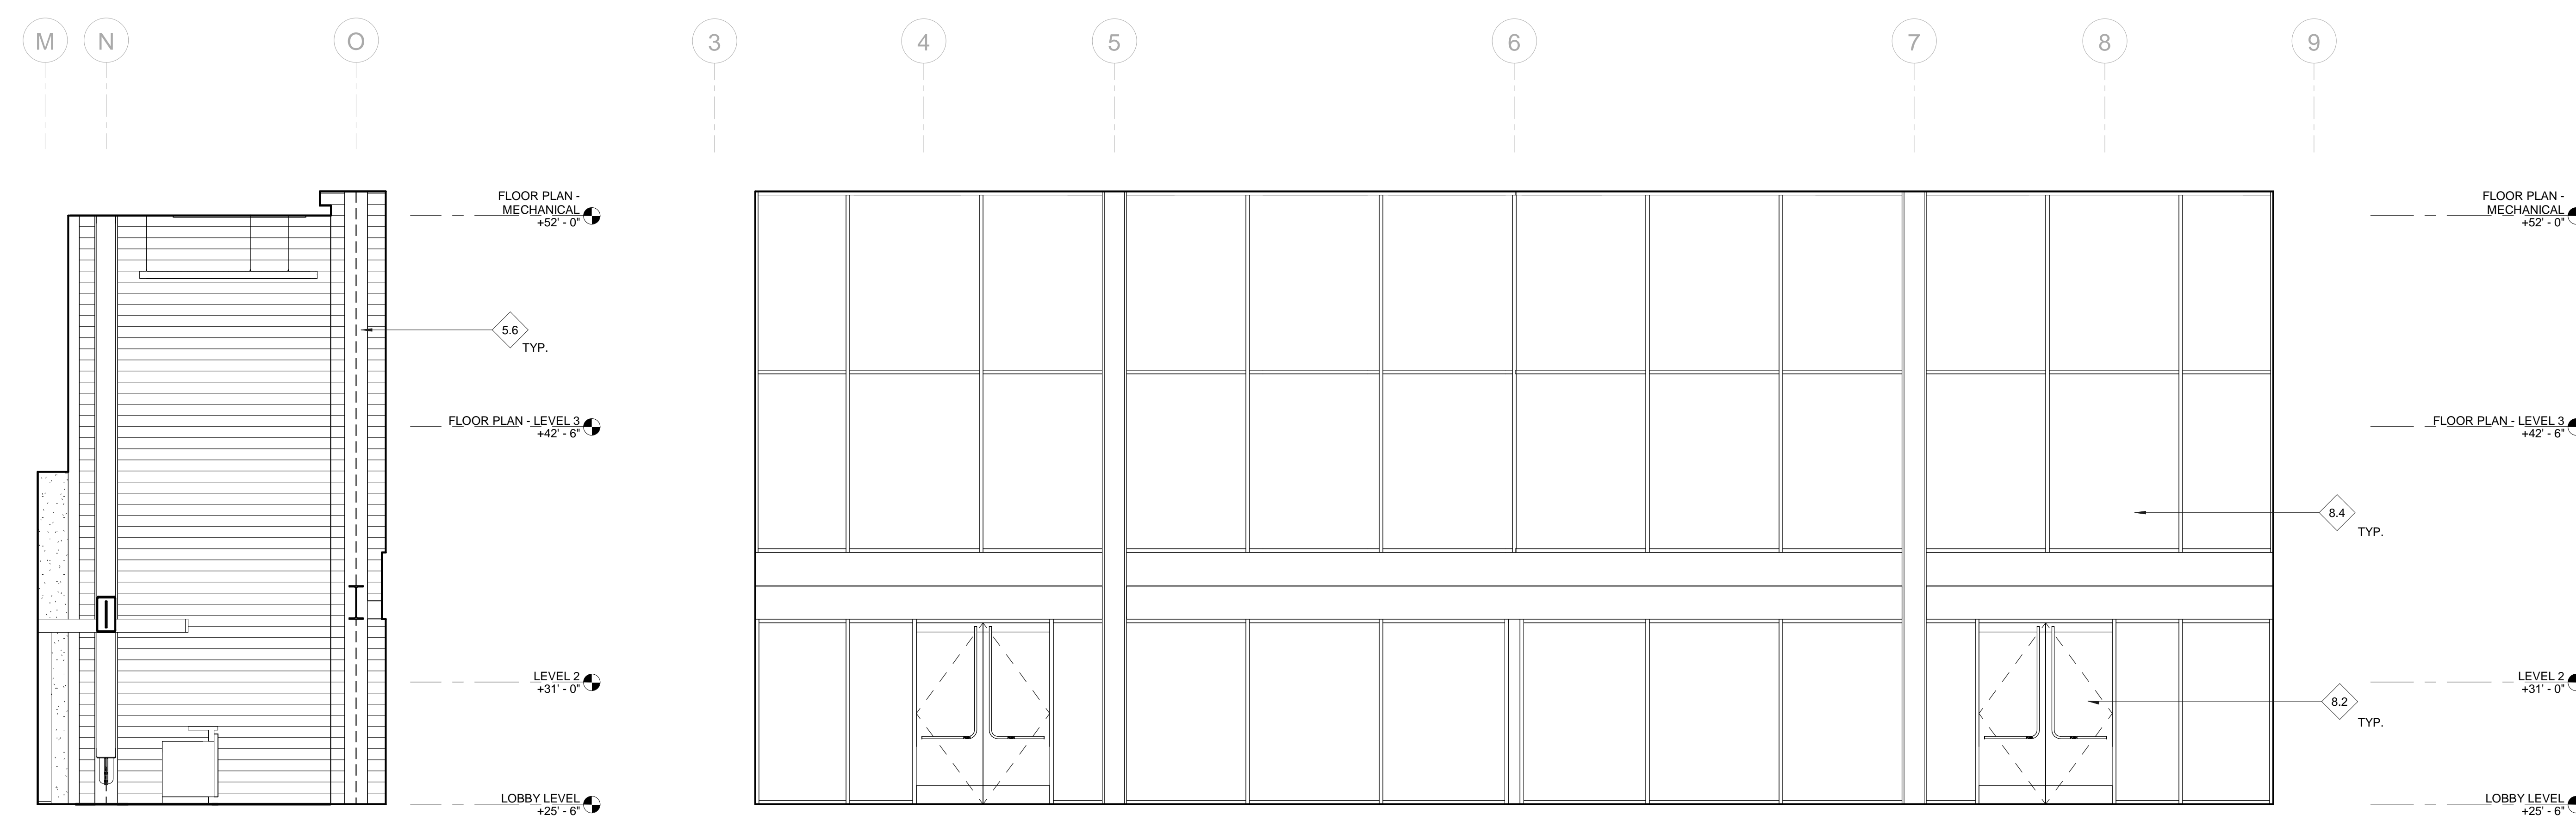 M N O 3 4 5 6 7 8 9
FLOOR PLAN -
MECHANICAL
+52' - 0"
5.6
TYP.
FLOOR PLAN - LEVEL 3
+42' - 6"
LEVEL 2
+31' - 0"
LOBBY LEVEL
+25' - 6"
FLOOR PLAN -
MECHANICAL
+52' - 0"
FLOOR PLAN - LEVEL 3
+42' - 6"
8.4
TYP.
LEVEL 2
+31' - 0"
8.2
TYP.
LOBBY LEVEL
+25' - 6"